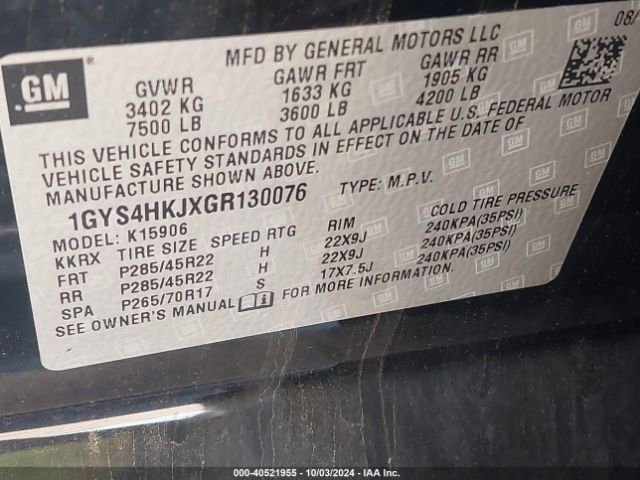 08/
MFD BY GENERAL MOTORS LLC
GM
GVWR GAWR FRT GAWR RR
3402 KG 1633 KG 1905 KG
7500 LB 3600 LB 4200 LB
THIS VEHICLE CONFORMS TO ALL APPLICABLE U.S. FEDERAL MOTOR
VEHICLE SAFETY STANDARDS IN EFFECT ON THE DATE OF
MANUFACTURE SHOWN ABOVE.
1GYS4HKJXGR130076 TYPE: M.P.V.
MODEL: K15906
KKRX TIRE SIZE SPEED RTG RIM COLD TIRE PRESSURE
FRT P285/45R22 H 22X9J 240KPA(35PSI)
RR P285/45R22 H 22X9J 240KPA(35PSI)
SPA P265/70R17 S 17X7.5J 240KPA(35PSI)
SEE OWNER'S MANUAL FOR MORE INFORMATION.
© Copyright - 40521955 - 10/03/2024 - IAA Inc.